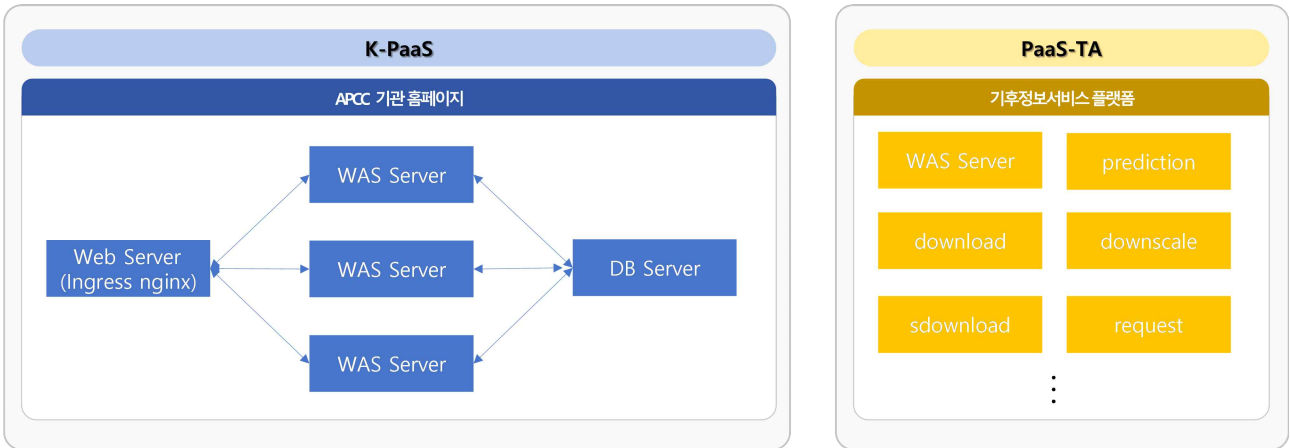 K-PaaS
APCC 기관 홈페이지
WAS Server
Web Server
(Ingress nginx)
WAS Server
DB Server
WAS Server
PaaS-TA
기후정보서비스 플랫폼
WAS Server
prediction
download
downscale
sdownload
request